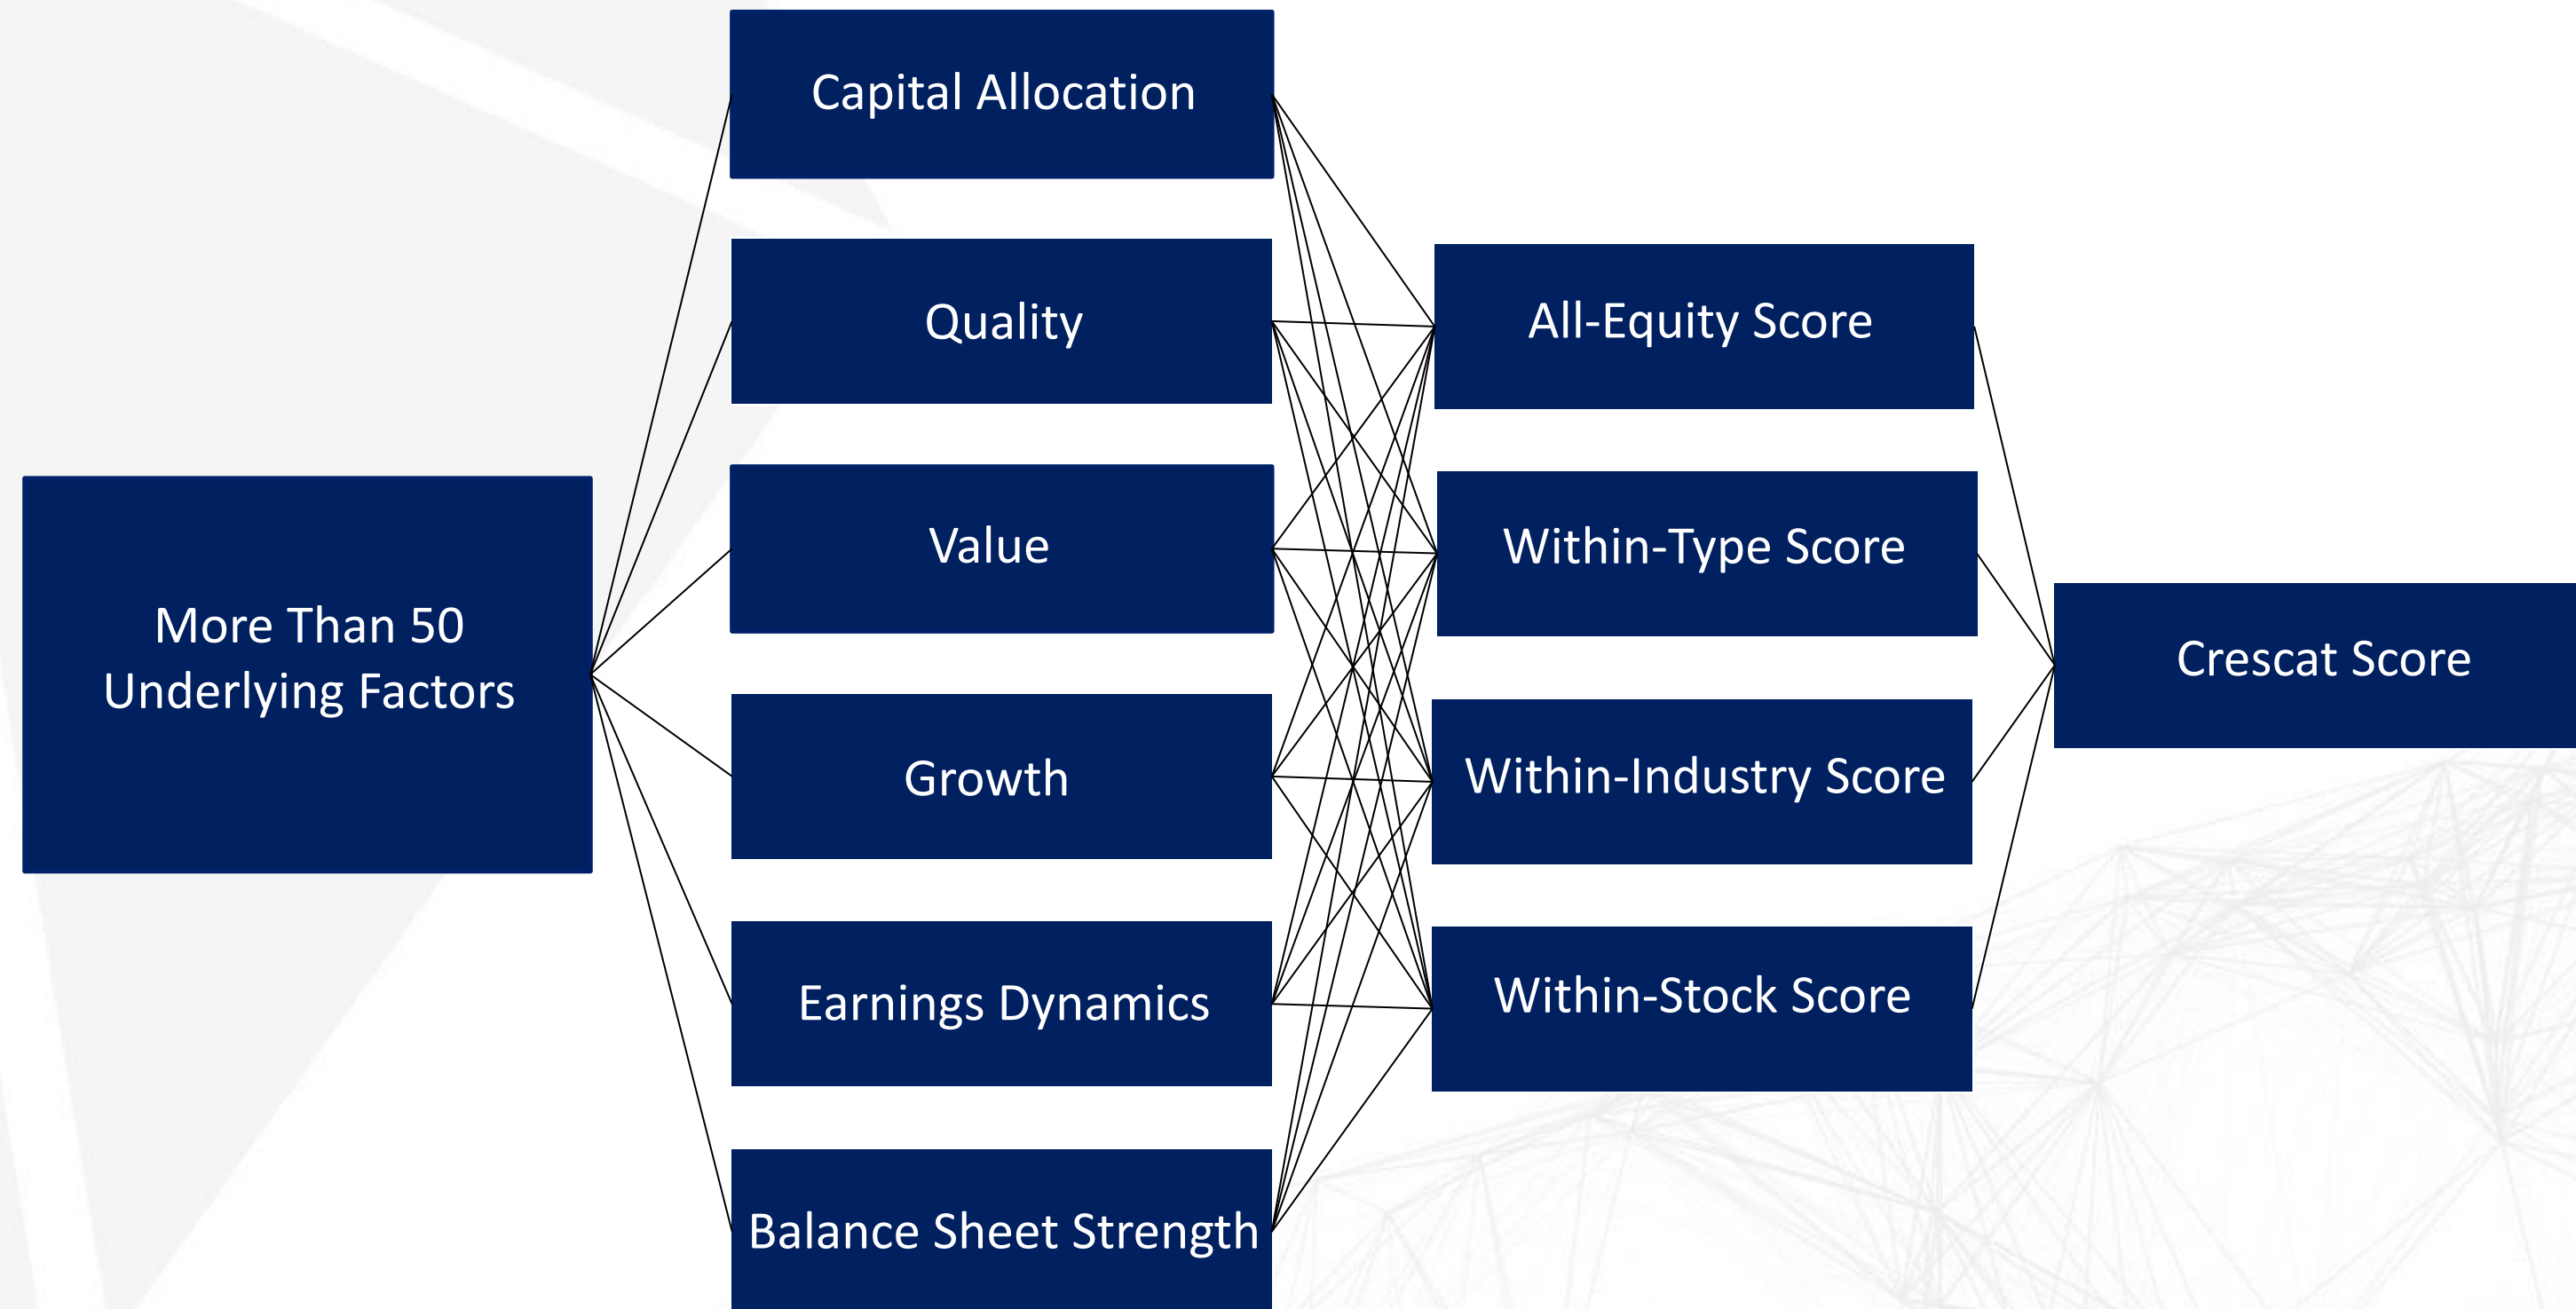 More Than 50
Underlying Factors
Capital Allocation
Quality
Value
Growth
Earnings Dynamics
Balance Sheet Strength
All-Equity Score
Within-Type Score
Within-Industry Score
Within-Stock Score
Crescat Score